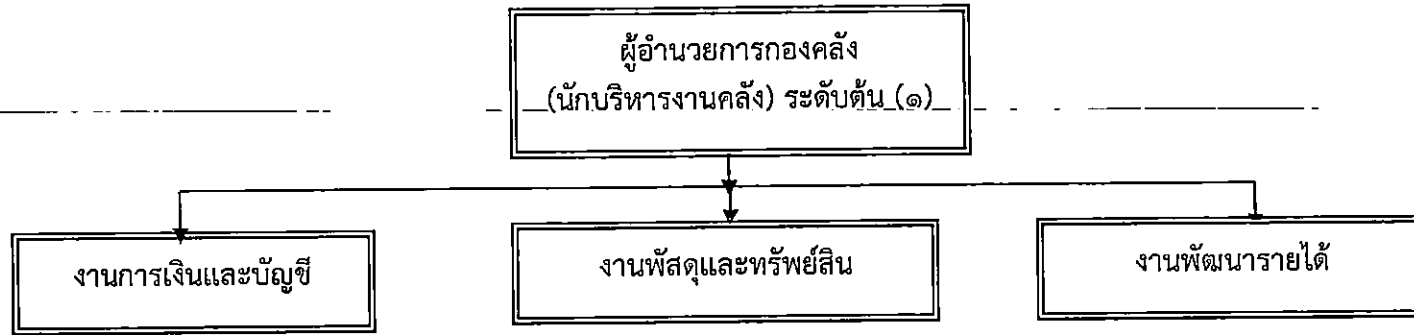 ผู้อำนวยการกองคลัง
(นักบริหารงานคลัง) ระดับต้น (๑)
งานการเงินและบัญชี
งานพัสดุและทรัพย์สิน
งานพัฒนารายได้